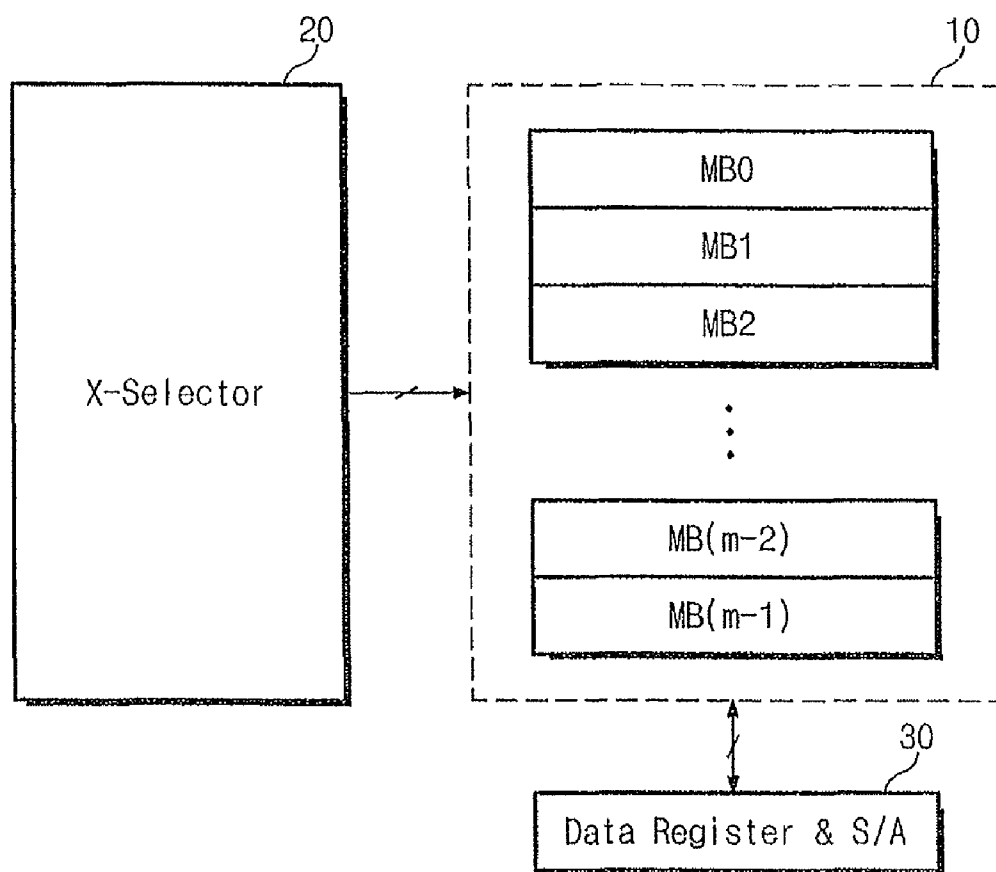 20
10
MB0
MB1
MB2
X-Selector
MB(m-2)
MB(m-1)
30
Data Register & S/A